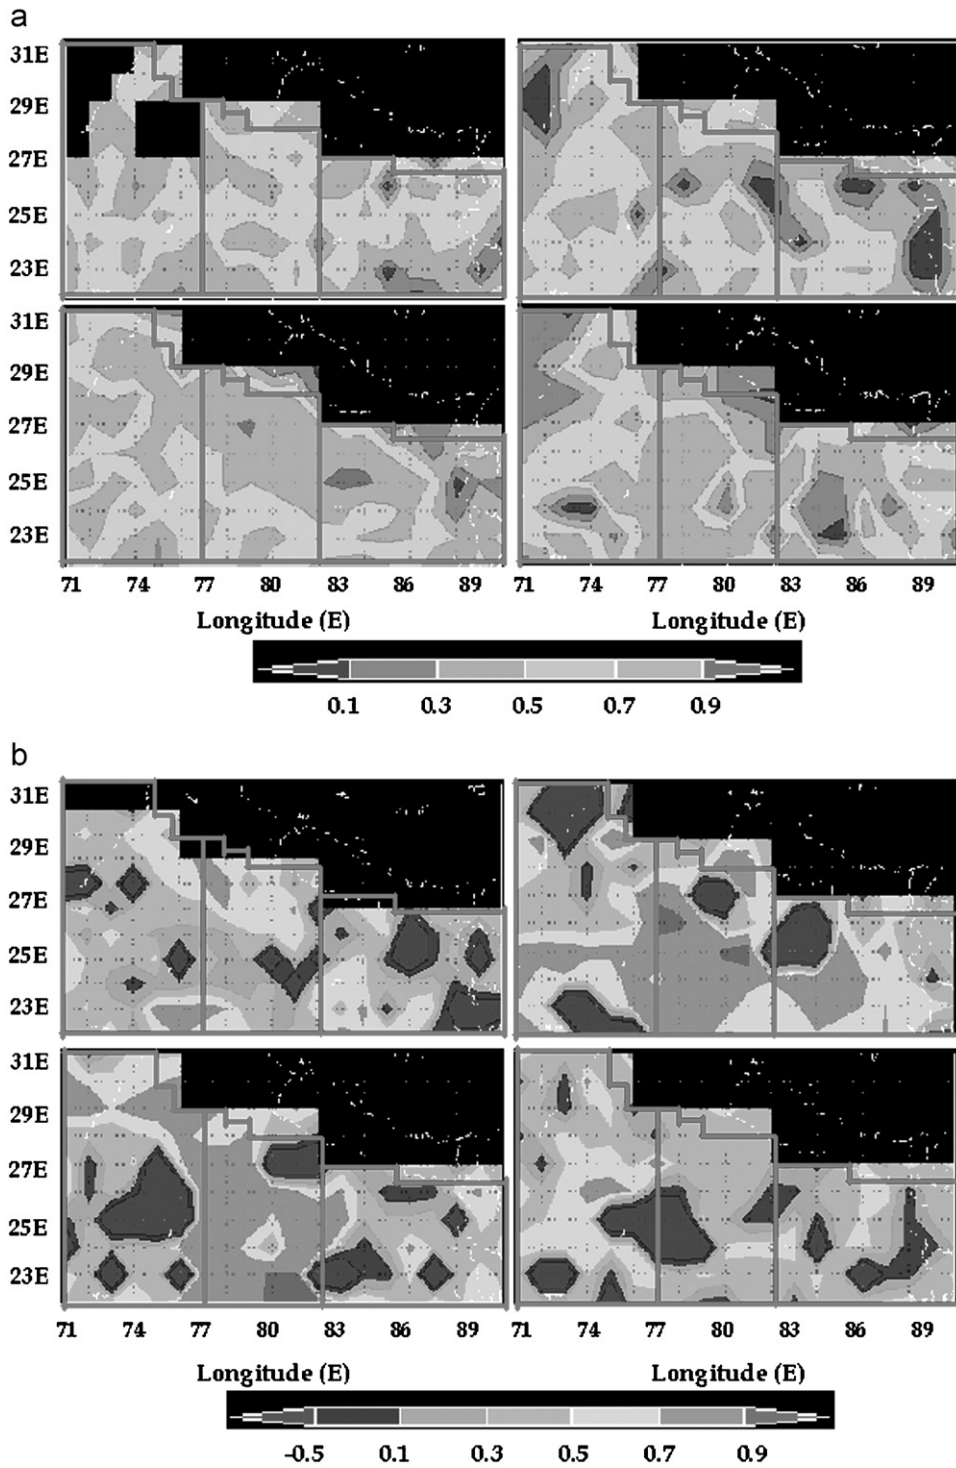 a
31E
29E
27E
25E
23E
31E
29E
27E
25E
23E
71 74 77 80 83 86 89 71 74 77 80 83 86 89
Longitude (E) Longitude (E)
0.1 0.3 0.5 0.7 0.9
b
31E
29E
27E
25E
23E
31E
29E
27E
25E
23E
71 74 77 80 83 86 89 71 74 77 80 83 86 89
Longitude (E) Longitude (E)
-0.5 0.1 0.3 0.5 0.7 0.9